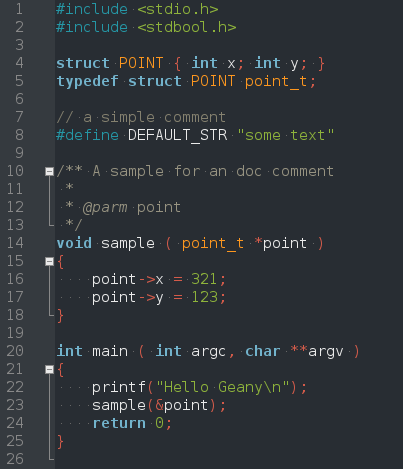 1 #include <stdio.h>
2 #include <stdbool.h>
3
4 struct POINT { int x; int y; }
5 typedef struct POINT point_t;
6
7 // a simple comment
8 #define DEFAULT_STR "some text"
9
10 /** A sample for an doc comment
11  *
12  * @parm point
13  */
14 void sample ( point_t *point )
15 {
16     point->x = 321;
17     point->y = 123;
18 }
19
20 int main ( int argc, char **argv )
21 {
22     printf("Hello Geany\n");
23     sample(&point);
24     return 0;
25 }
26